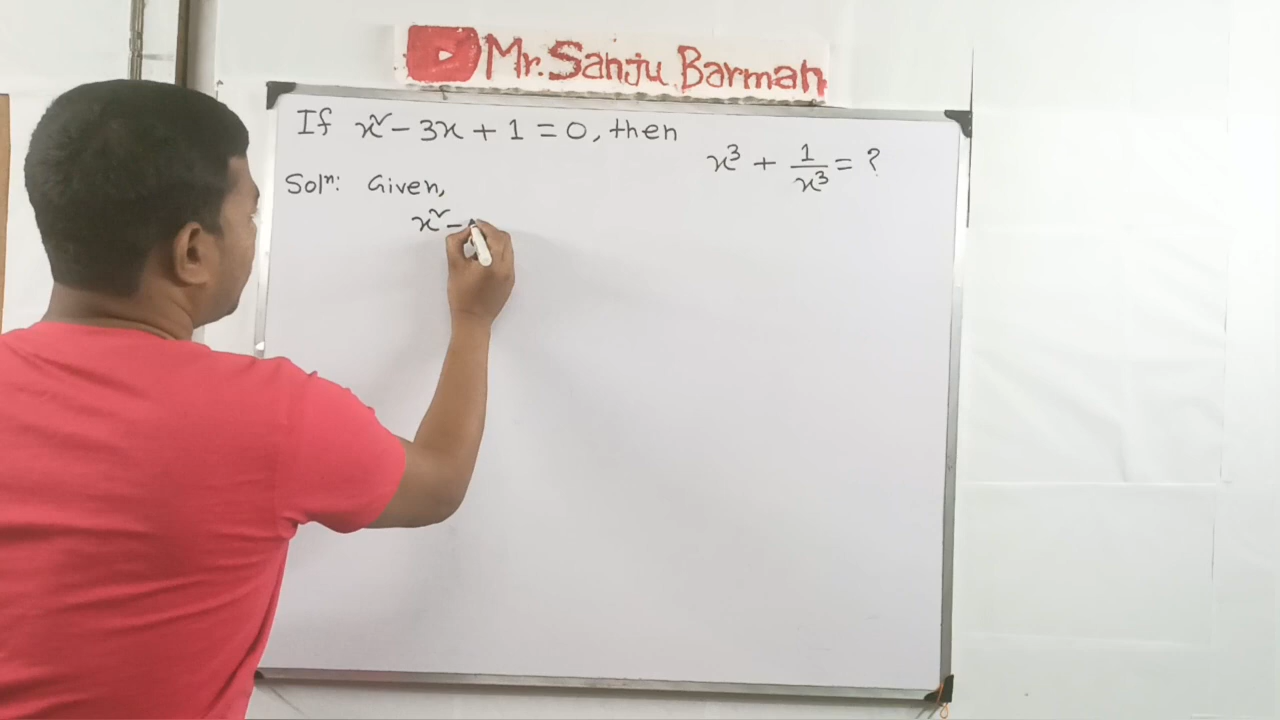 Mr. Sanju Barman
If x² - 3x + 1 = 0, then
x³ + 1/x³ = ?
Solⁿ: Given,
x² -